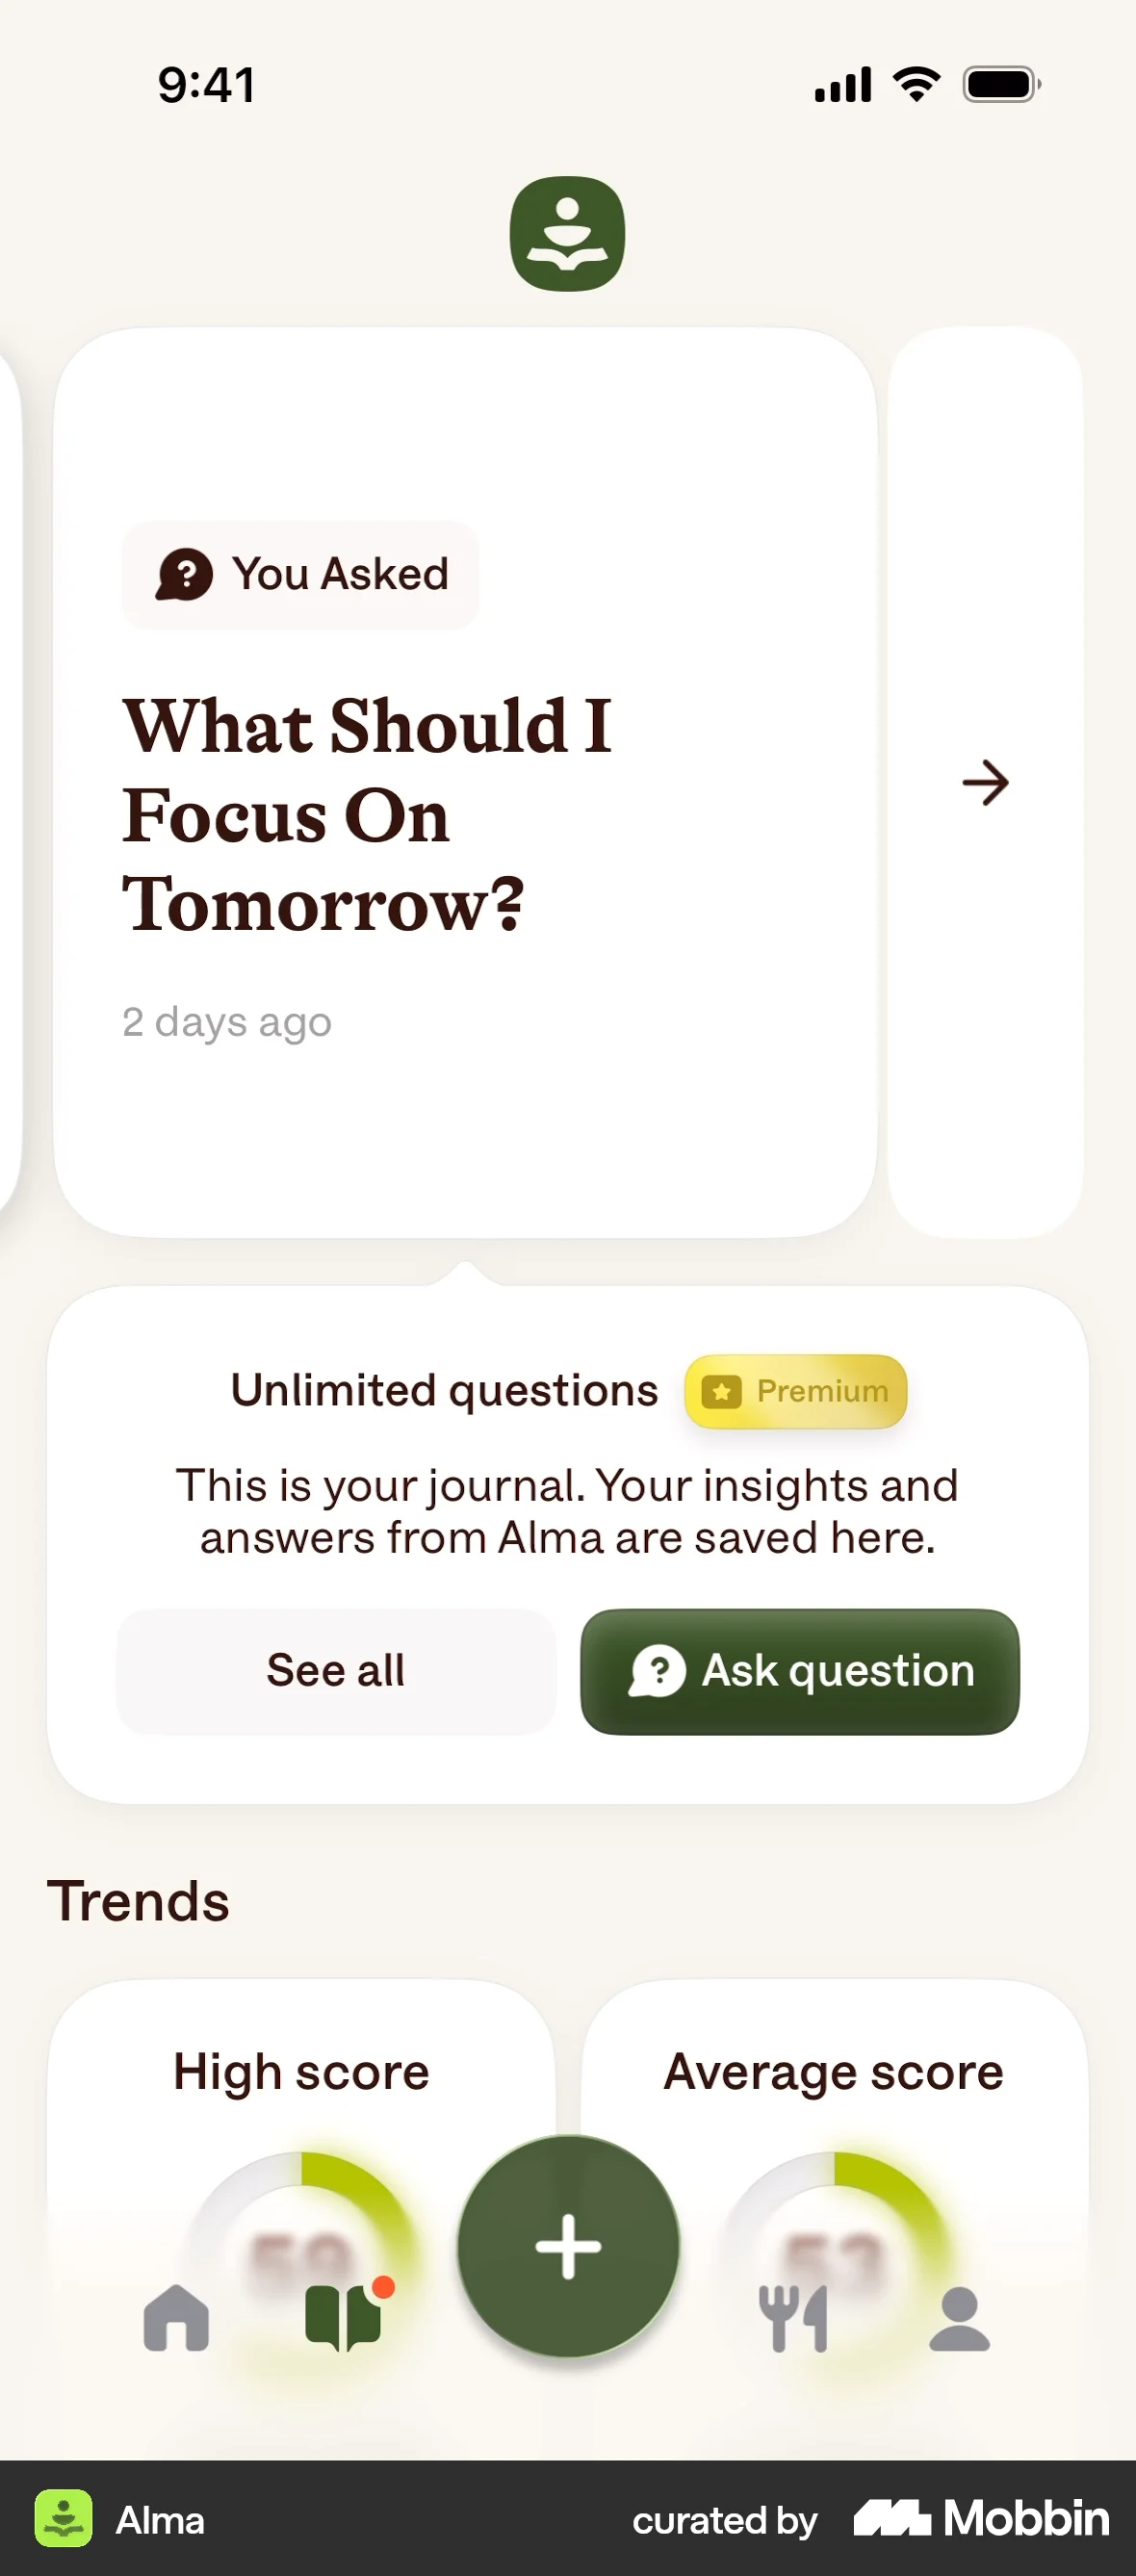 9:41
You Asked
What Should I
Focus On
Tomorrow?
2 days ago
Unlimited questions Premium
This is your journal. Your insights and
answers from Alma are saved here.
See all
Ask question
Trends
High score
Average score
59
53
Alma
curated by Mobbin